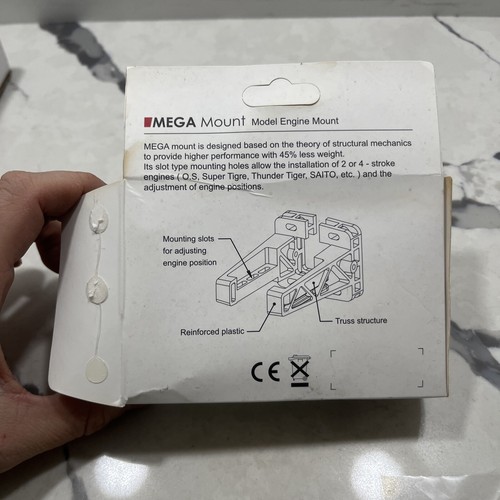 MEGA Mount Model Engine Mount
MEGA mount is designed based on the theory of structural mechanics
to provide higher performance with 45% less weight.
Its slot type mounting holes allow the installation of 2 or 4 - stroke
engines ( O,S, Super Tigre, Thunder Tiger, SAITO, etc. ) and the
adjustment of engine positions.
Mounting slots
for adjusting
engine position
Reinforced plastic
Truss structure
CE